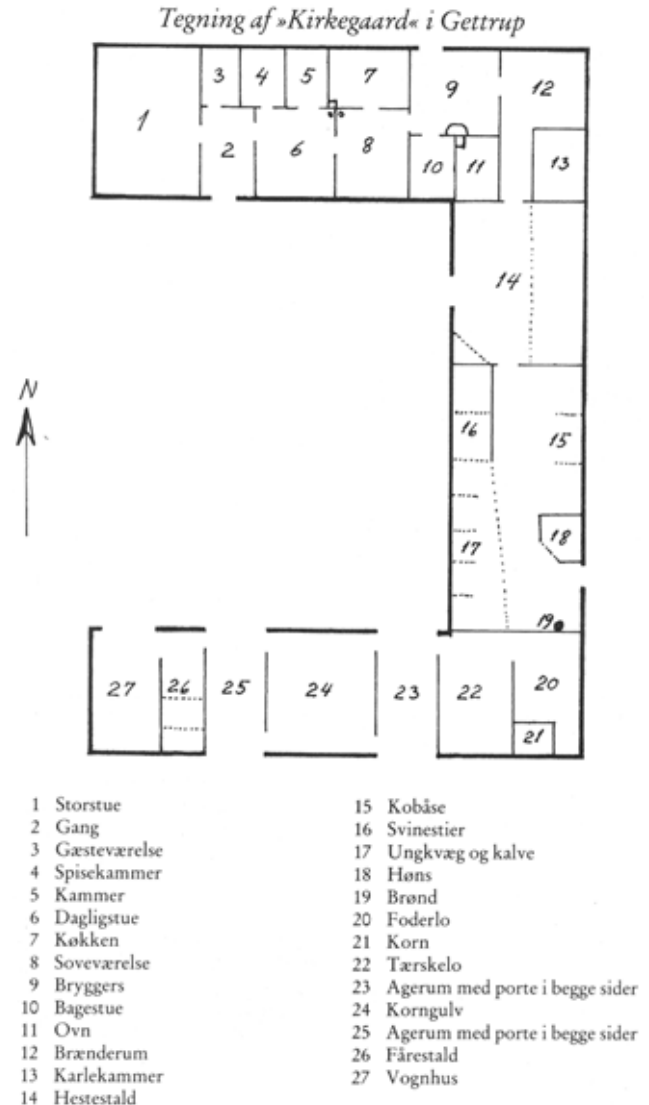 Tegning af »Kirkegaard« i Gettrup
3 4 5 7 9 12
1 2 6 8 10 11 13
14
N
16 15
17 18
19
27 26 25 24 23 22 20
21
1 Storstue
2 Gang
3 Gæsteværelse
4 Spisekammer
5 Kammer
6 Dagligstue
7 Køkken
8 Soveværelse
9 Bryggers
10 Bagestue
11 Ovn
12 Brænderum
13 Karlekammer
14 Hestestald
15 Kobåse
16 Svinestier
17 Ungkvæg og kalve
18 Høns
19 Brønd
20 Foderlo
21 Korn
22 Tærskelo
23 Agerum med porte i begge sider
24 Korngulv
25 Agerum med porte i begge sider
26 Fårestald
27 Vognhus